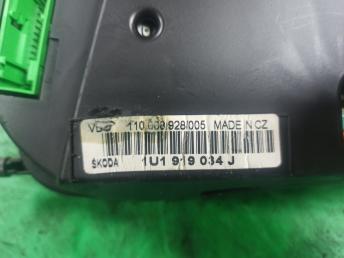 VDO 110.008.928/005 MADE IN CZ
ŠKODA 1U1 919 034 J